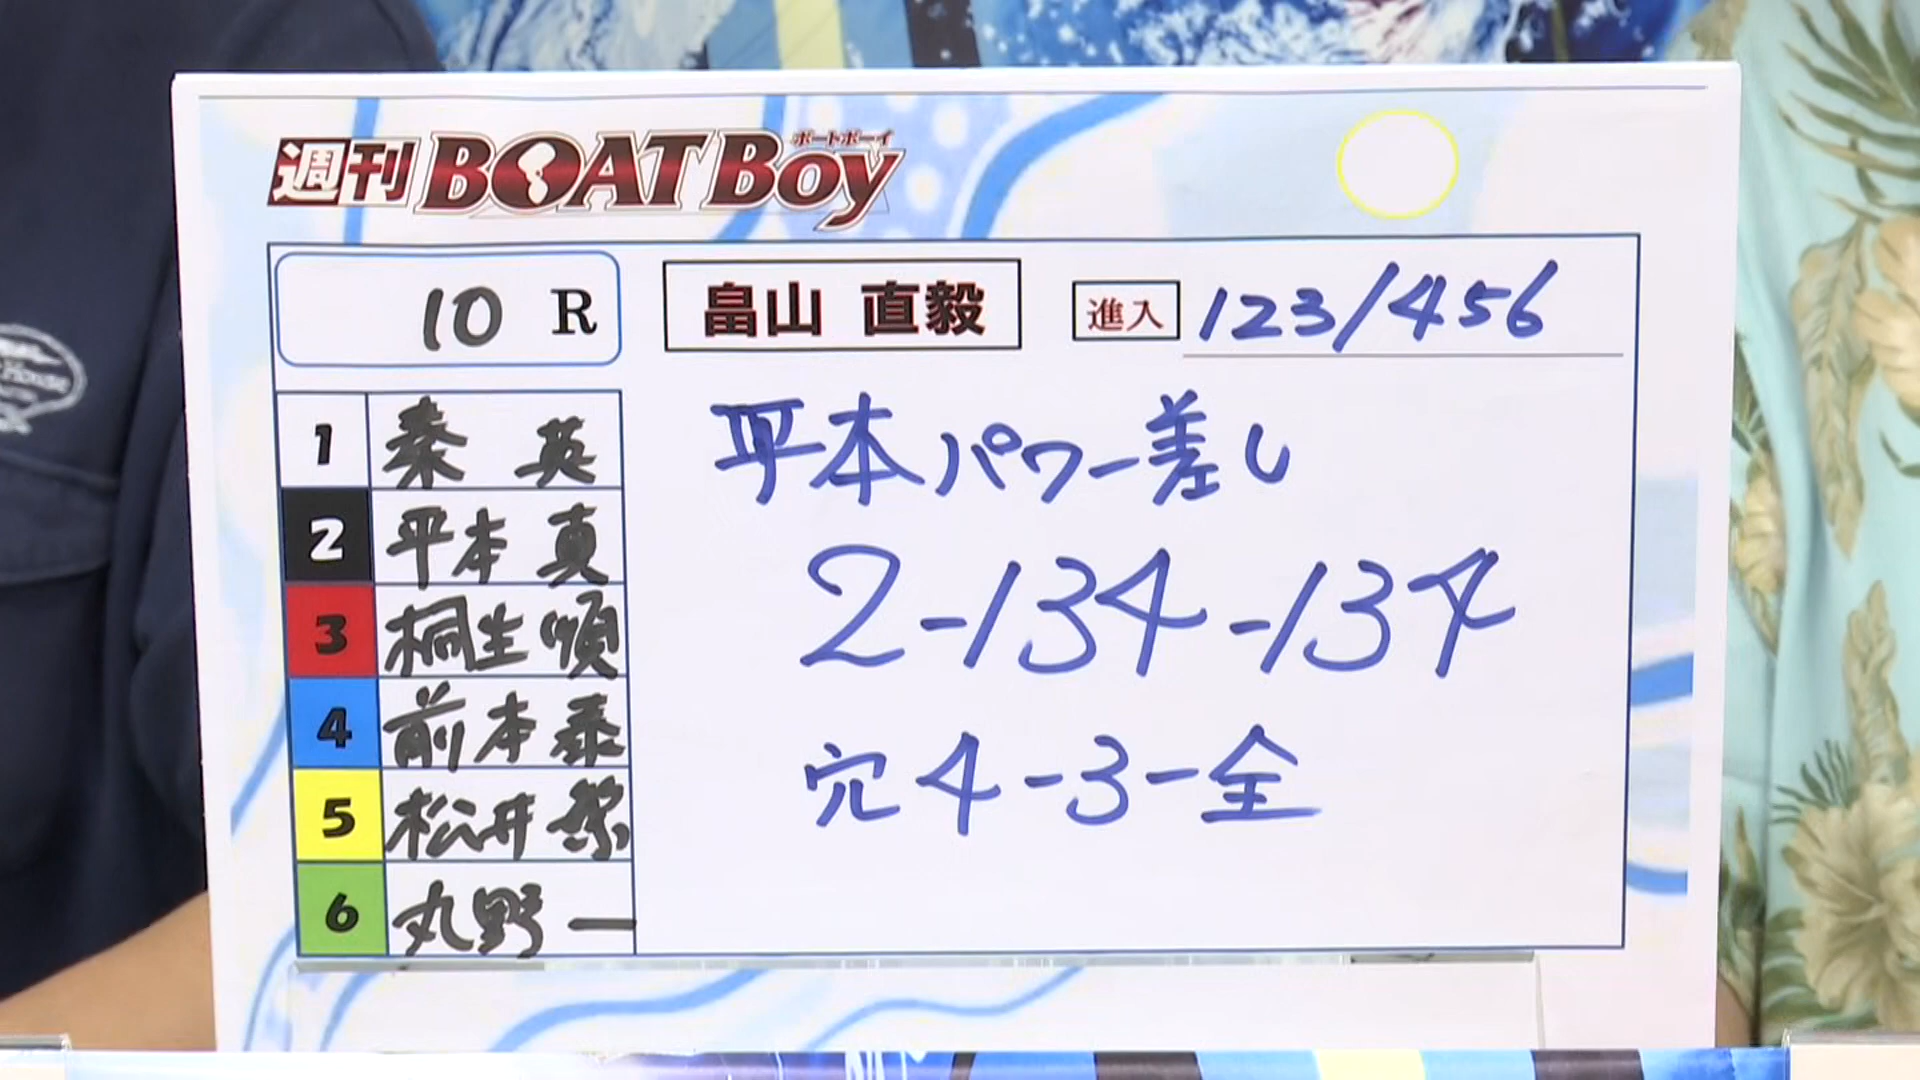 週刊 BOAT Boy
ボートボーイ
10 R
畠山 直毅
進入 123/456
1 秦 英
2 平本 真
3 桐生 順
4 前本 泰
5 松井 繁
6 丸野 一
平本パワー差し
2-134-134
穴4-3-全